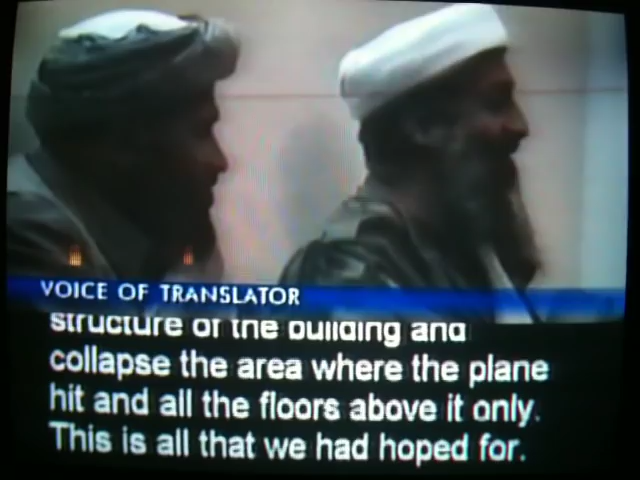 VOICE OF TRANSLATOR
structure of the building and
collapse the area where the plane
hit and all the floors above it only.
This is all that we had hoped for.